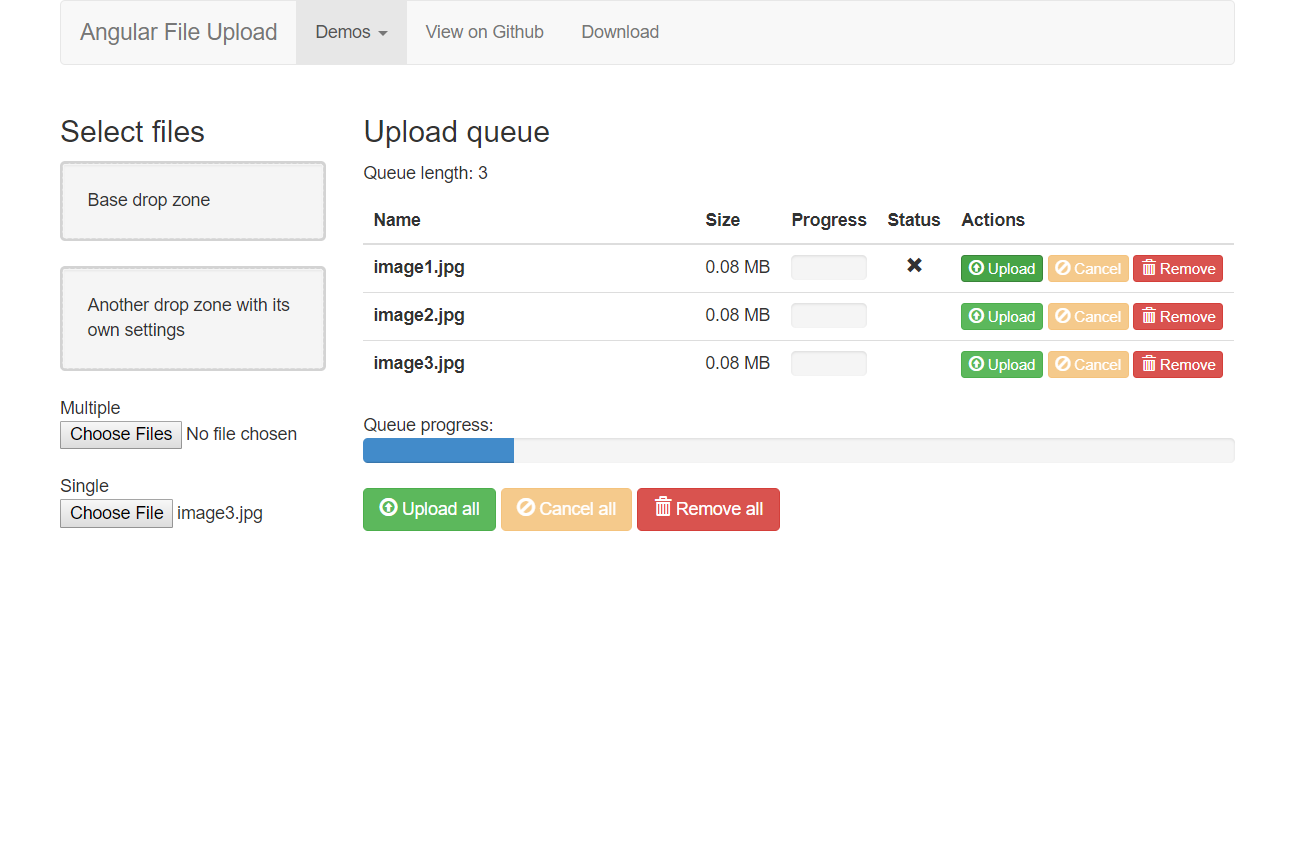 Angular File Upload Demos View on Github Download
Select files
Base drop zone
Another drop zone with its
own settings
Multiple
Choose Files No file chosen
Single
Choose File image3.jpg
Upload queue
Queue length: 3
Name Size Progress Status Actions
image1.jpg 0.08 MB Upload Cancel Remove
image2.jpg 0.08 MB Upload Cancel Remove
image3.jpg 0.08 MB Upload Cancel Remove
Queue progress:
Upload all Cancel all Remove all